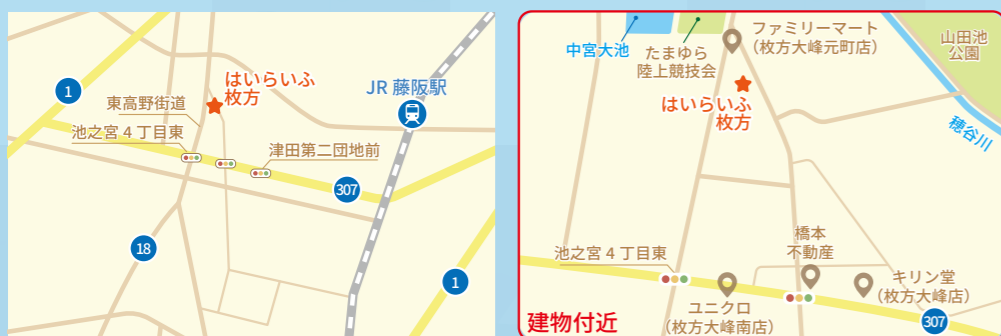 1
はいらいふ
枚方
JR 藤阪駅
東高野街道
池之宮4丁目東
津田第二団地前
307
18
1
中宮大池
たまゆら
陸上競技会
ファミリーマート
(枚方大峰元町店)
山田池
公園
はいらいふ
枚方
穂谷川
池之宮4丁目東
橋本
不動産
キリン堂
(枚方大峰店)
ユニクロ
(枚方大峰南店)
307
建物付近